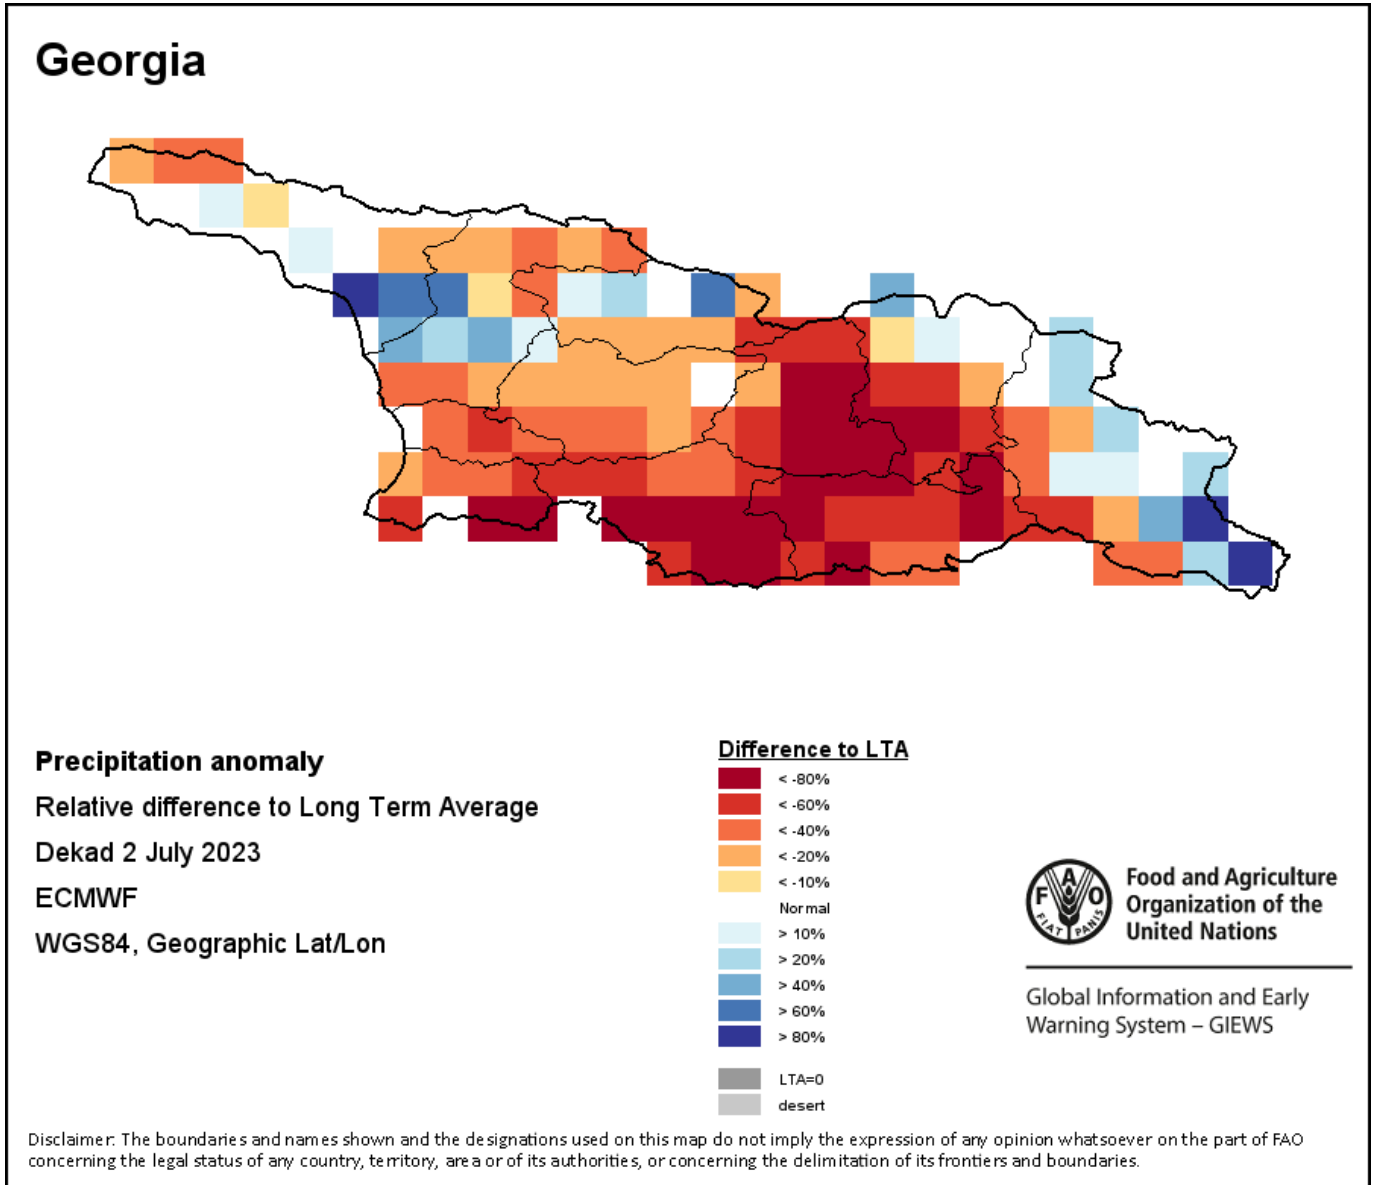 Georgia
Precipitation anomaly
Relative difference to Long Term Average
Dekad 2 July 2023
ECMWF
WGS84, Geographic Lat/Lon
Difference to LTA
< -80%
< -60%
< -40%
< -20%
< -10%
Normal
> 10%
> 20%
> 40%
> 60%
> 80%
LTA=0
desert
F A O
FIAT PANIS
Food and Agriculture
Organization of the
United Nations
Global Information and Early
Warning System – GIEWS
Disclaimer: The boundaries and names shown and the designations used on this map do not imply the expression of any opinion whatsoever on the part of FAO
concerning the legal status of any country, territory, area or of its authorities, or concerning the delimitation of its frontiers and boundaries.